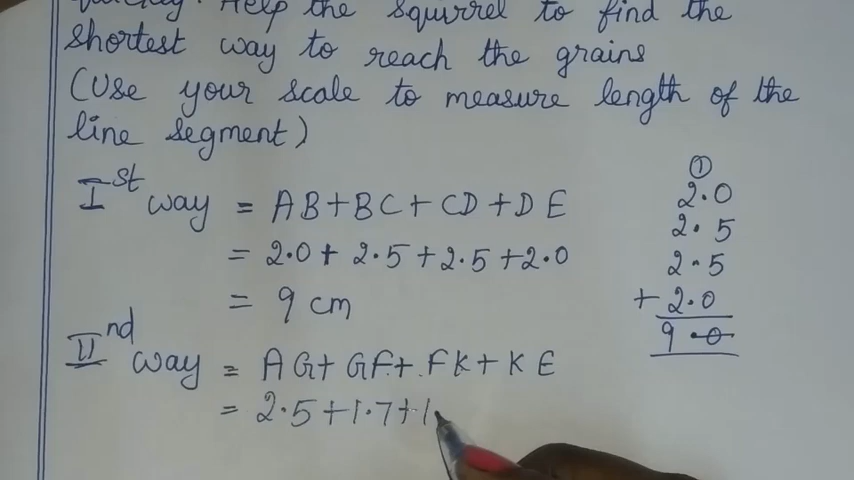 Help the squirrel to find the
shortest way to reach the grains
(Use your scale to measure length of the
line segment)
Ist way = AB+BC+CD+DE
= 2.0+ 2.5+2.5+2.0
= 9 cm
①
2.0
2.5
2.5
+ 2.0
9.0
IInd way = AG+GF+FK+KE
= 2.5+1.7+1.